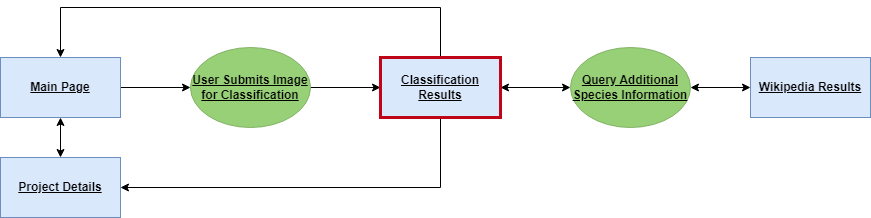 Main Page
User Submits Image
for Classification
Classification
Results
Query Additional
Species Information
Wikipedia Results
Project Details